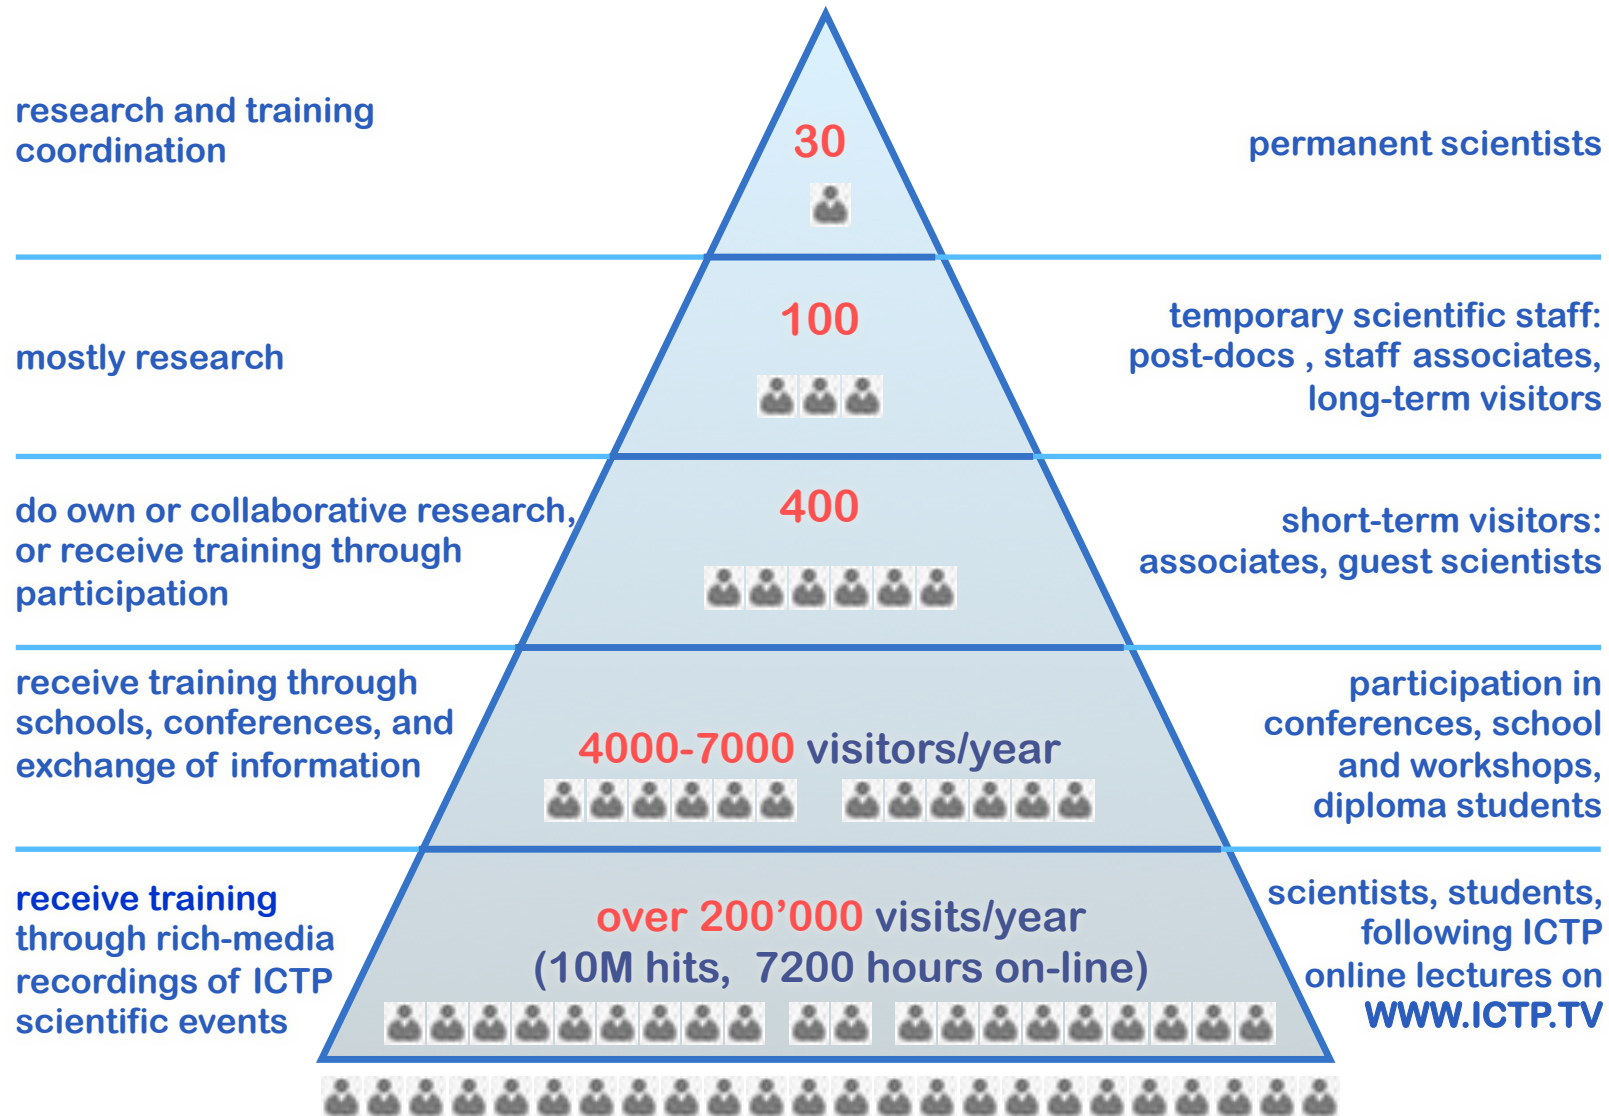 research and training
coordination
30
permanent scientists
mostly research
100
temporary scientific staff:
post-docs , staff associates,
long-term visitors
do own or collaborative research,
or receive training through
participation
400
short-term visitors:
associates, guest scientists
receive training through
schools, conferences, and
exchange of information
4000-7000 visitors/year
participation in
conferences, school
and workshops,
diploma students
receive training
through rich-media
recordings of ICTP
scientific events
over 200’000 visits/year
(10M hits, 7200 hours on-line)
scientists, students,
following ICTP
online lectures on
WWW.ICTP.TV